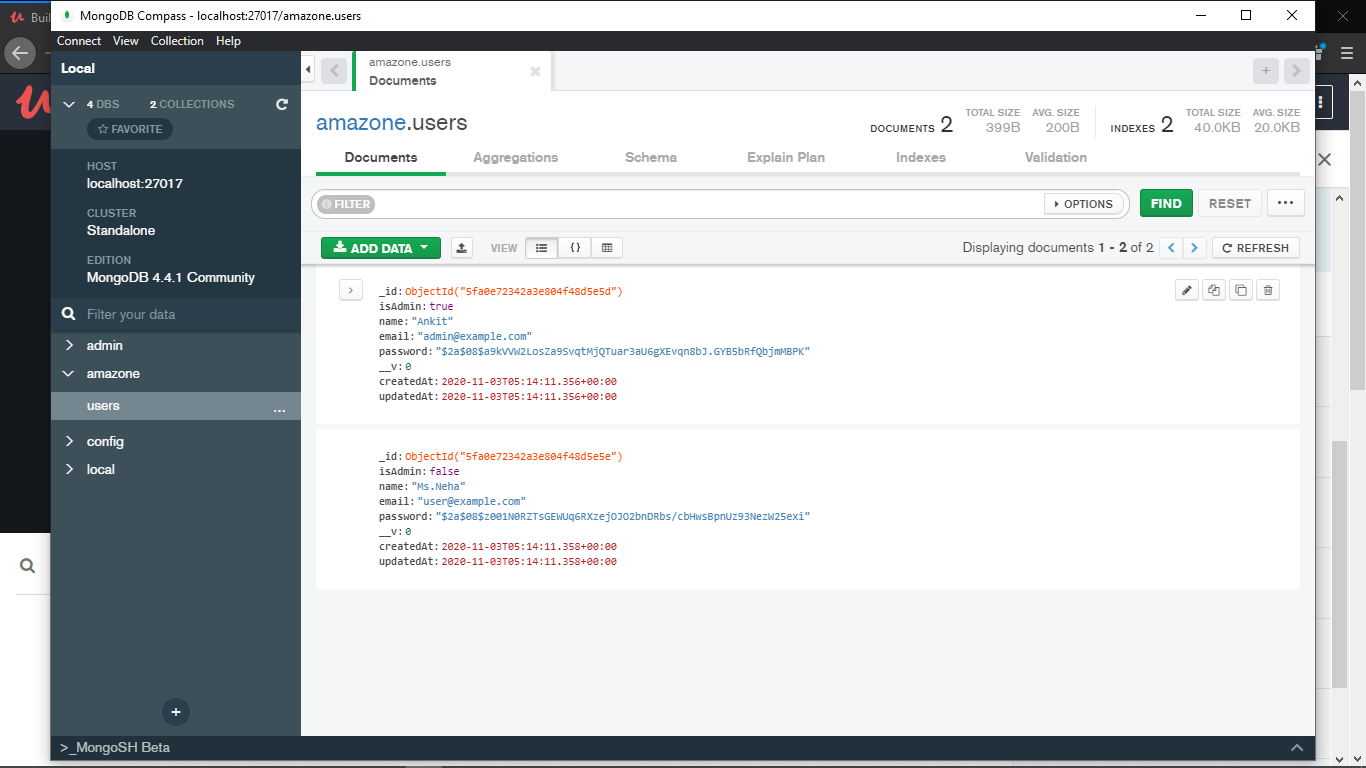 Buil
MongoDB Compass - localhost:27017/amazone.users
Connect View Collection Help
Local
4 DBS 2 COLLECTIONS
FAVORITE
HOST
localhost:27017
CLUSTER
Standalone
EDITION
MongoDB 4.4.1 Community
Filter your data
admin
amazone
users ...
config
local
>_MongoSH Beta
amazone.users
Documents
amazone.users
DOCUMENTS 2 TOTAL SIZE 399B AVG. SIZE 200B INDEXES 2 TOTAL SIZE 40.0KB AVG. SIZE 20.0KB
Documents Aggregations Schema Explain Plan Indexes Validation
FILTER OPTIONS FIND RESET ...
ADD DATA VIEW {} Displaying documents 1 - 2 of 2 REFRESH
_id: ObjectId("5fa0e72342a3e804f48d5e5d")
isAdmin: true
name: "Ankit"
email: "admin@example.com"
password: "$2a$08$a9kVVW2LosZa9SvqtMjQTuar3aU6gXEvqn8bJ.GYB5bRfQbjmMBPK"
__v: 0
createdAt: 2020-11-03T05:14:11.356+00:00
updatedAt: 2020-11-03T05:14:11.356+00:00
_id: ObjectId("5fa0e72342a3e804f48d5e5e")
isAdmin: false
name: "Ms.Neha"
email: "user@example.com"
password: "$2a$08$z001N0RZTsGEWUq6RXzejOJO2bnDRbs/cbHwsBpnUz93NezW25exi"
__v: 0
createdAt: 2020-11-03T05:14:11.358+00:00
updatedAt: 2020-11-03T05:14:11.358+00:00